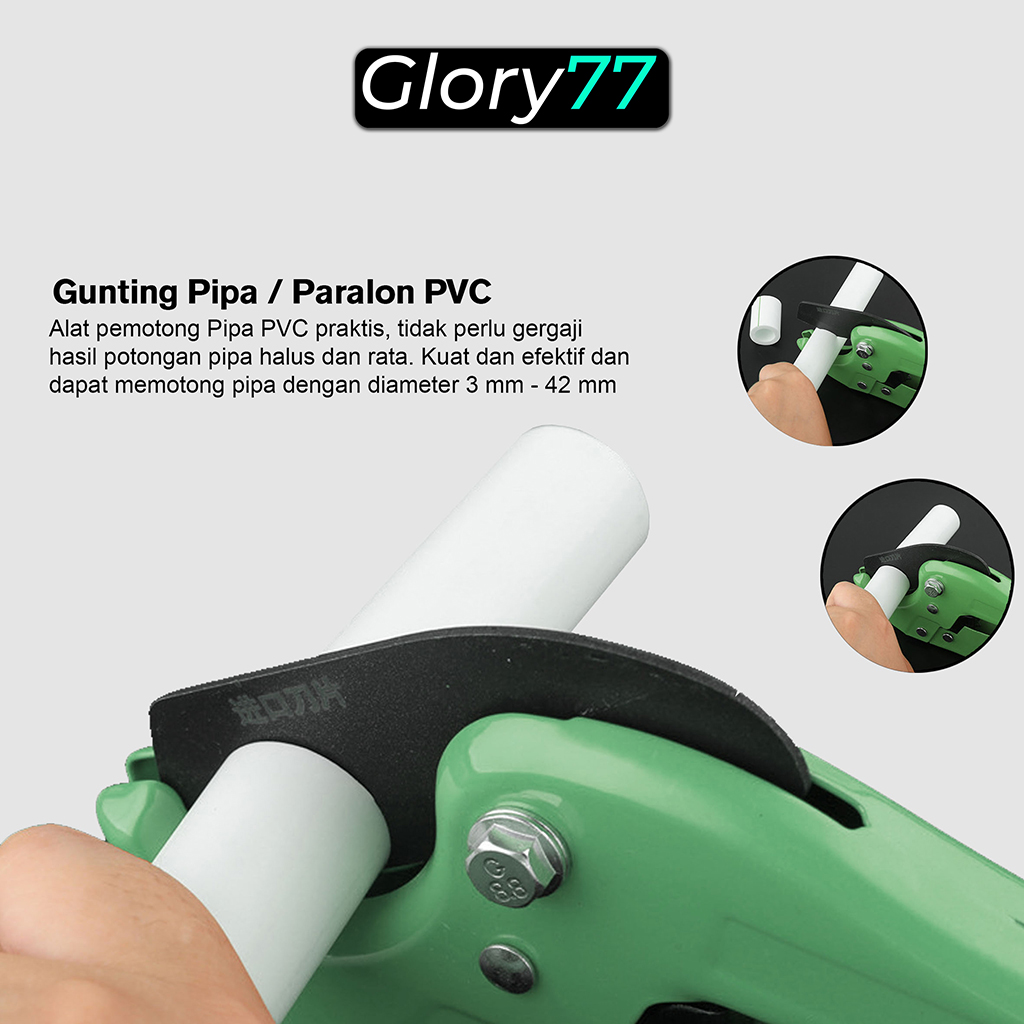 Glory77
Gunting Pipa / Paralon PVC
Alat pemotong Pipa PVC praktis, tidak perlu gergaji
hasil potongan pipa halus dan rata. Kuat dan efektif dan
dapat memotong pipa dengan diameter 3 mm - 42 mm
进口刀片